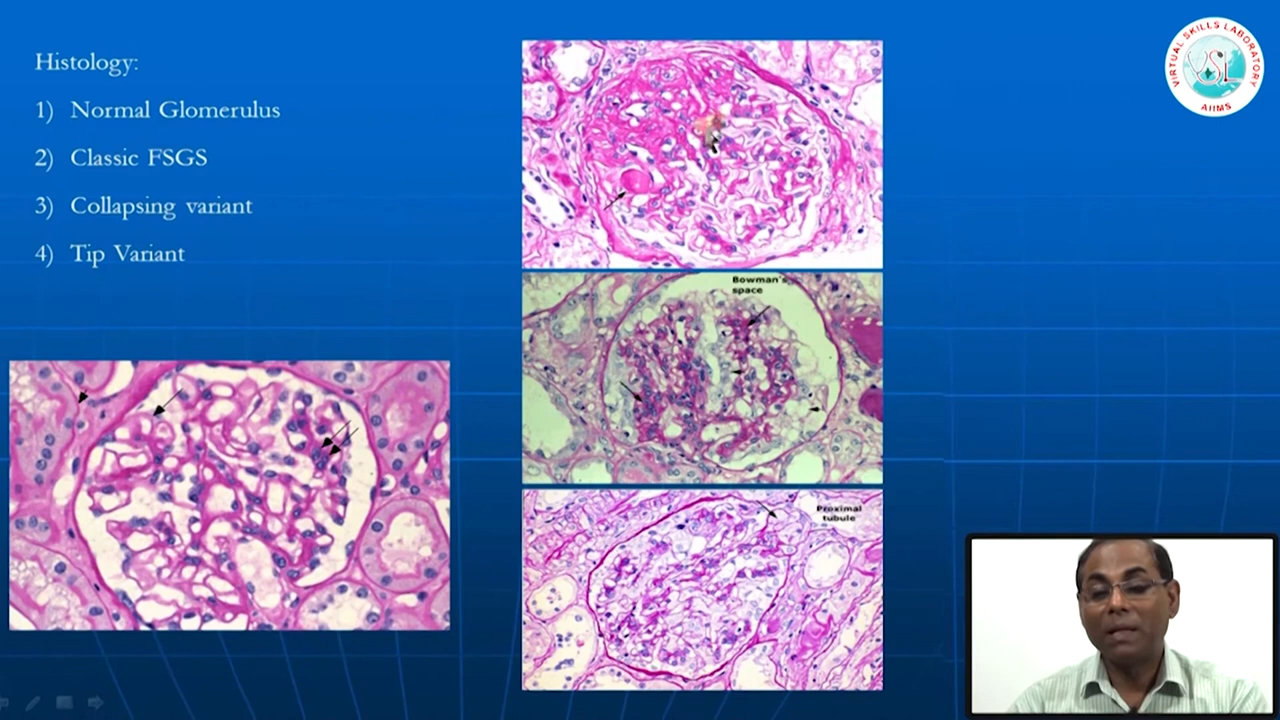 Histology:
1) Normal Glomerulus
2) Classic FSGS
3) Collapsing variant
4) Tip Variant
Bowman's
space
Proximal
tubule
VIRTUAL SKILLS LABORATORY
VSL
AIIMS